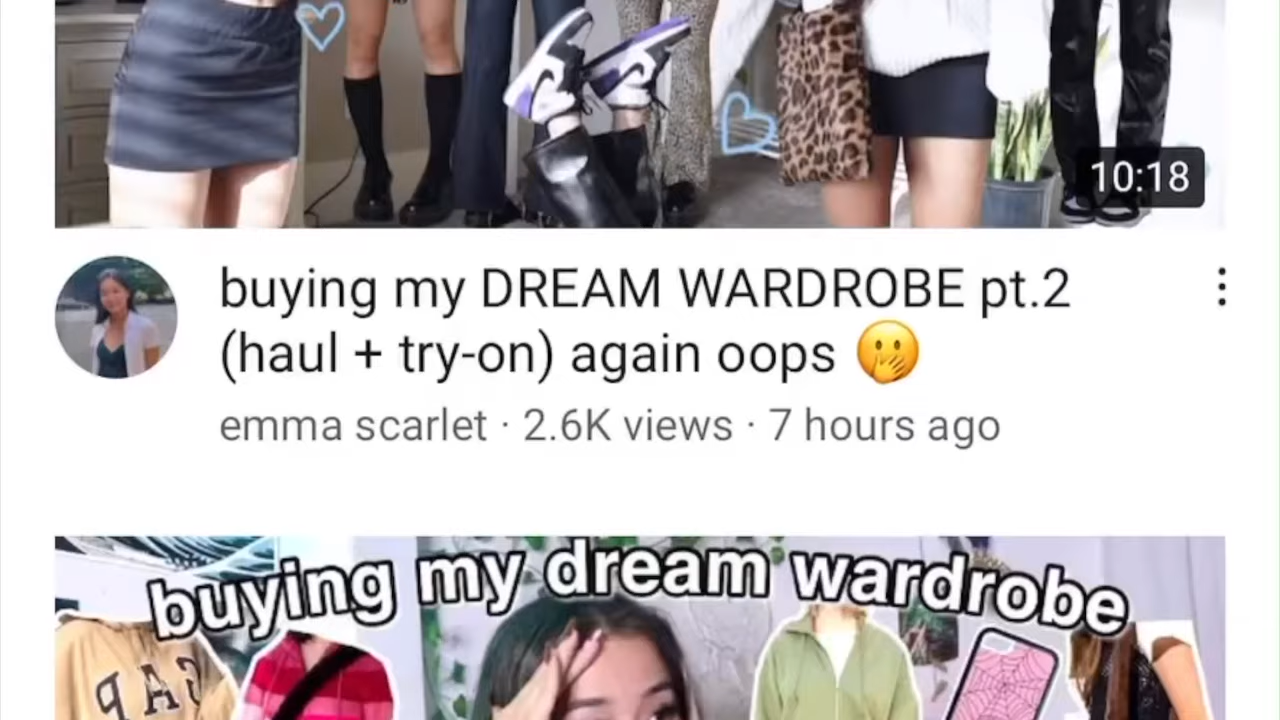 10:18
buying my DREAM WARDROBE pt.2
(haul + try-on) again oops 🤭
emma scarlet · 2.6K views · 7 hours ago
buying my dream wardrobe
GAP